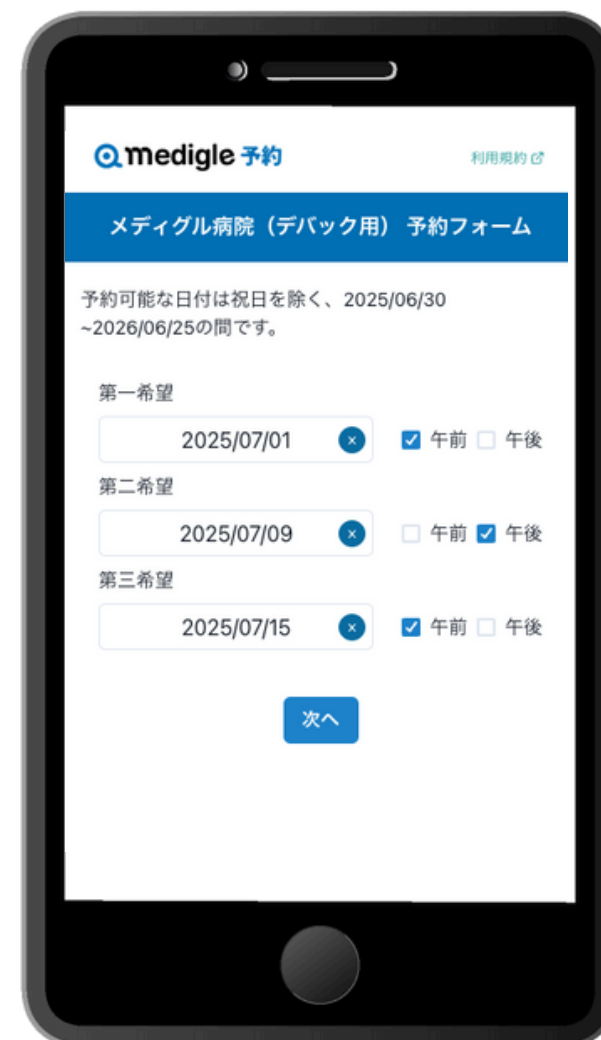 medigle 予約
利用規約
メディグル病院（デバック用） 予約フォーム
予約可能な日付は祝日を除く、2025/06/30
~2026/06/25の間です。
第一希望
2025/07/01 × 午前 午後
第二希望
2025/07/09 × 午前 午後
第三希望
2025/07/15 × 午前 午後
次へ